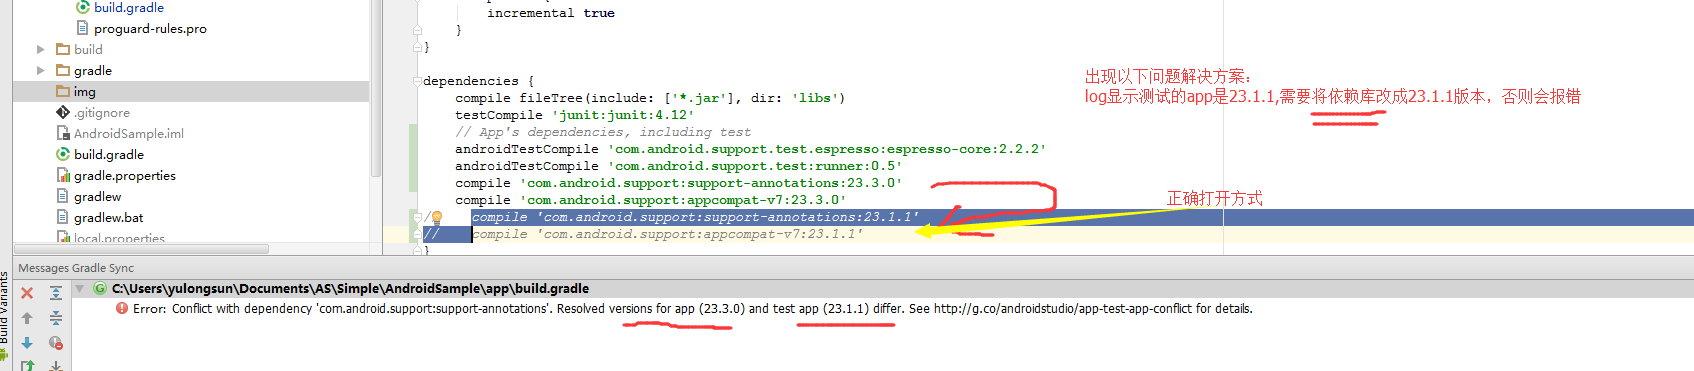 build.gradle
proguard-rules.pro
build
gradle
img
.gitignore
AndroidSample.iml
build.gradle
gradle.properties
gradlew
gradlew.bat
local.properties
incremental true
}
}
dependencies {
compile fileTree(include: ['*.jar'], dir: 'libs')
testCompile 'junit:junit:4.12'
// App's dependencies, including test
androidTestCompile 'com.android.support.test.espresso:espresso-core:2.2.2'
androidTestCompile 'com.android.support.test:runner:0.5'
compile 'com.android.support:support-annotations:23.3.0'
compile 'com.android.support:appcompat-v7:23.3.0'
/ compile 'com.android.support:support-annotations:23.1.1'
// compile 'com.android.support:appcompat-v7:23.1.1'
}
出现以下问题解决方案:
log显示测试的app是23.1.1,需要将依赖库改成23.1.1版本，否则会报错
正确打开方式
Messages Gradle Sync
Build Variants
C:\Users\yulongsun\Documents\AS\Simple\AndroidSample\app\build.gradle
Error: Conflict with dependency 'com.android.support:support-annotations'. Resolved versions for app (23.3.0) and test app (23.1.1) differ. See http://g.co/androidstudio/app-test-app-conflict for details.